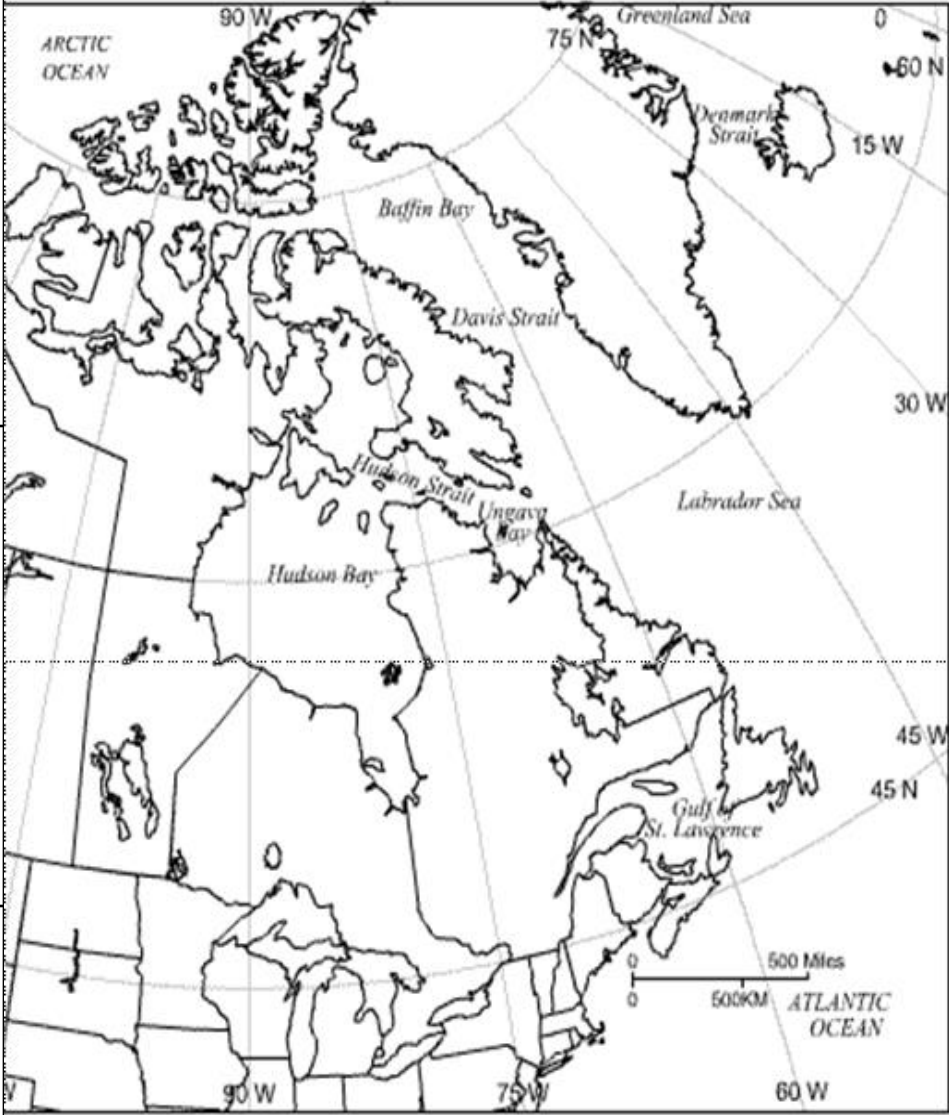 90 W
Greenland Sea
0
ARCTIC
OCEAN
75 N
60 N
Denmark
Strait
15 W
Baffin Bay
Davis Strait
30 W
Hudson Strait
Labrador Sea
Ungava
Bay
Hudson Bay
45 W
45 N
Gulf of
St. Lawrence
0
500 Miles
0
500KM
ATLANTIC
OCEAN
W
90 W
75 W
60 W